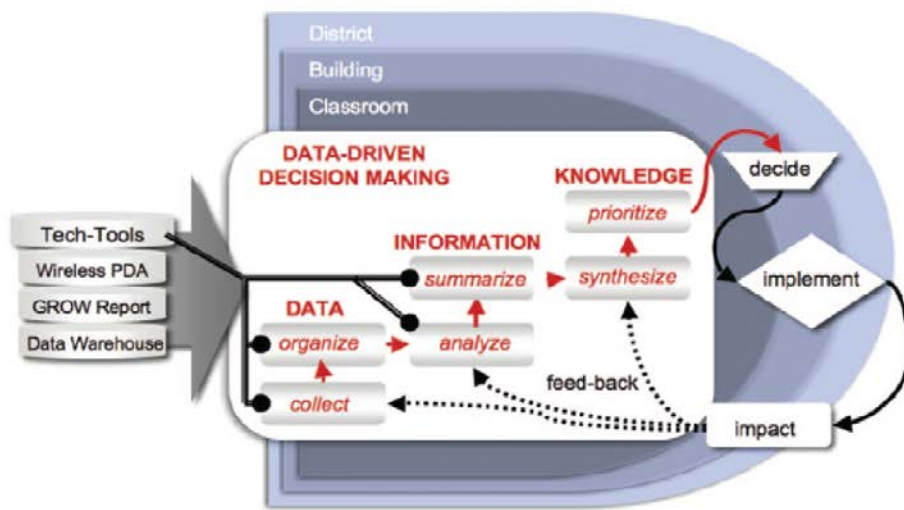 District
Building
Classroom
DATA-DRIVEN
DECISION MAKING
KNOWLEDGE
prioritize
decide
Tech-Tools
Wireless PDA
GROW Report
Data Warehouse
INFORMATION
summarize
synthesize
implement
DATA
organize
analyze
collect
feed-back
impact